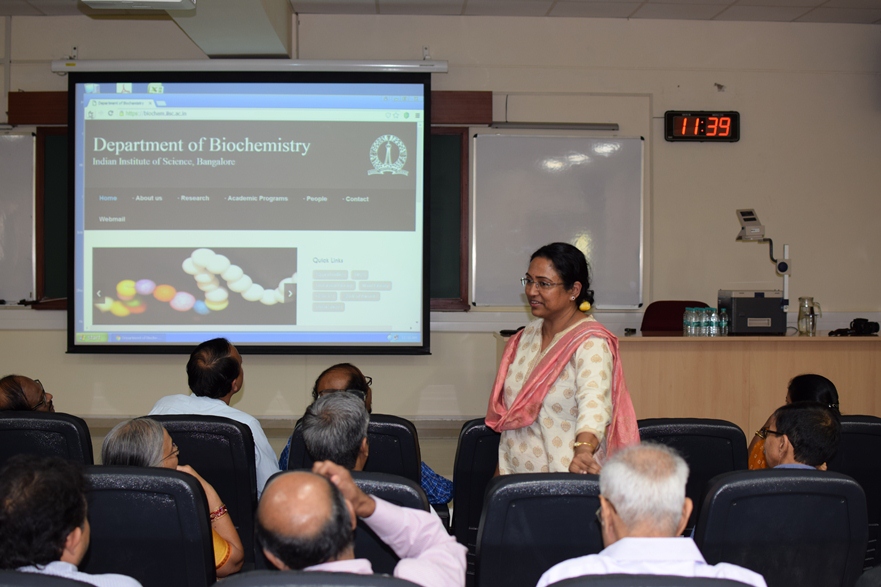 Department of Biochemistry
Indian Institute of Science, Bangalore
Home
About us
Research
Academic Programs
People
Contact
Webmail
Quick Links
11:39